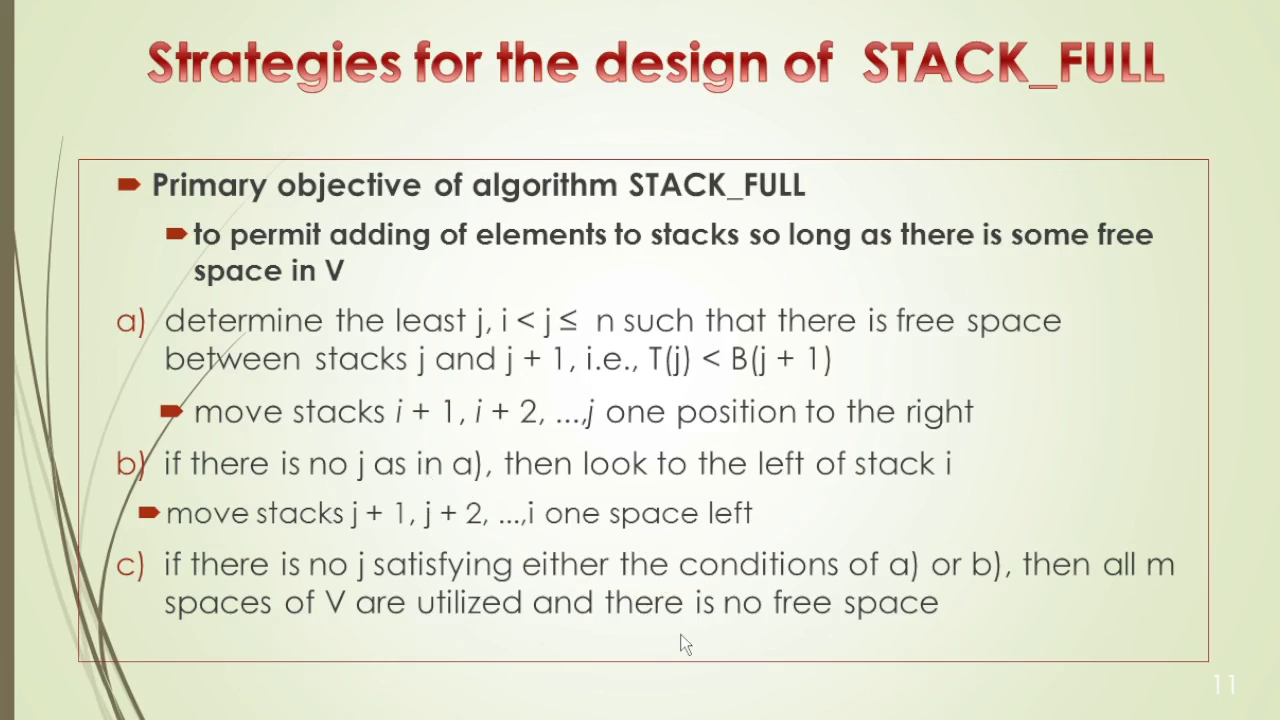 Strategies for the design of STACK_FULL
Primary objective of algorithm STACK_FULL
to permit adding of elements to stacks so long as there is some free
space in V
a) determine the least j, i < j ≤ n such that there is free space
between stacks j and j + 1, i.e., T(j) < B(j + 1)
move stacks i + 1, i + 2, ...,j one position to the right
b) if there is no j as in a), then look to the left of stack i
move stacks j + 1, j + 2, ...,i one space left
c) if there is no j satisfying either the conditions of a) or b), then all m
spaces of V are utilized and there is no free space
11